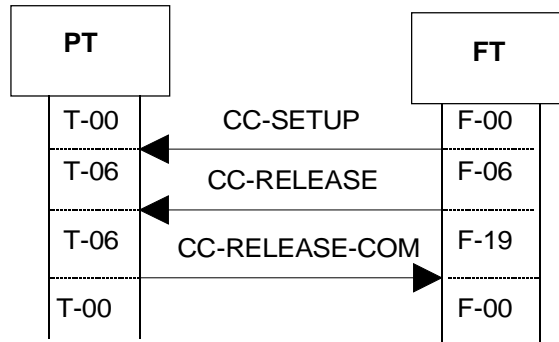 PT
FT
T-00 CC-SETUP F-00
T-06 CC-RELEASE F-06
T-06 CC-RELEASE-COM F-19
T-00 F-00